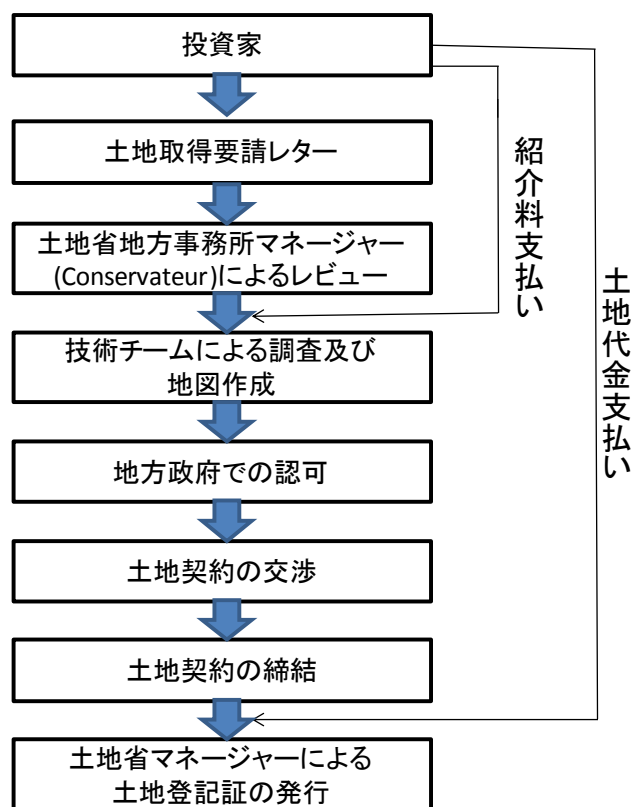 投資家
土地取得要請レター
土地省地方事務所マネージャー
(Conservateur)によるレビュー
技術チームによる調査及び
地図作成
地方政府での認可
土地契約の交渉
土地契約の締結
土地省マネージャーによる
土地登記証の発行
紹介料支払い
土地代金支払い